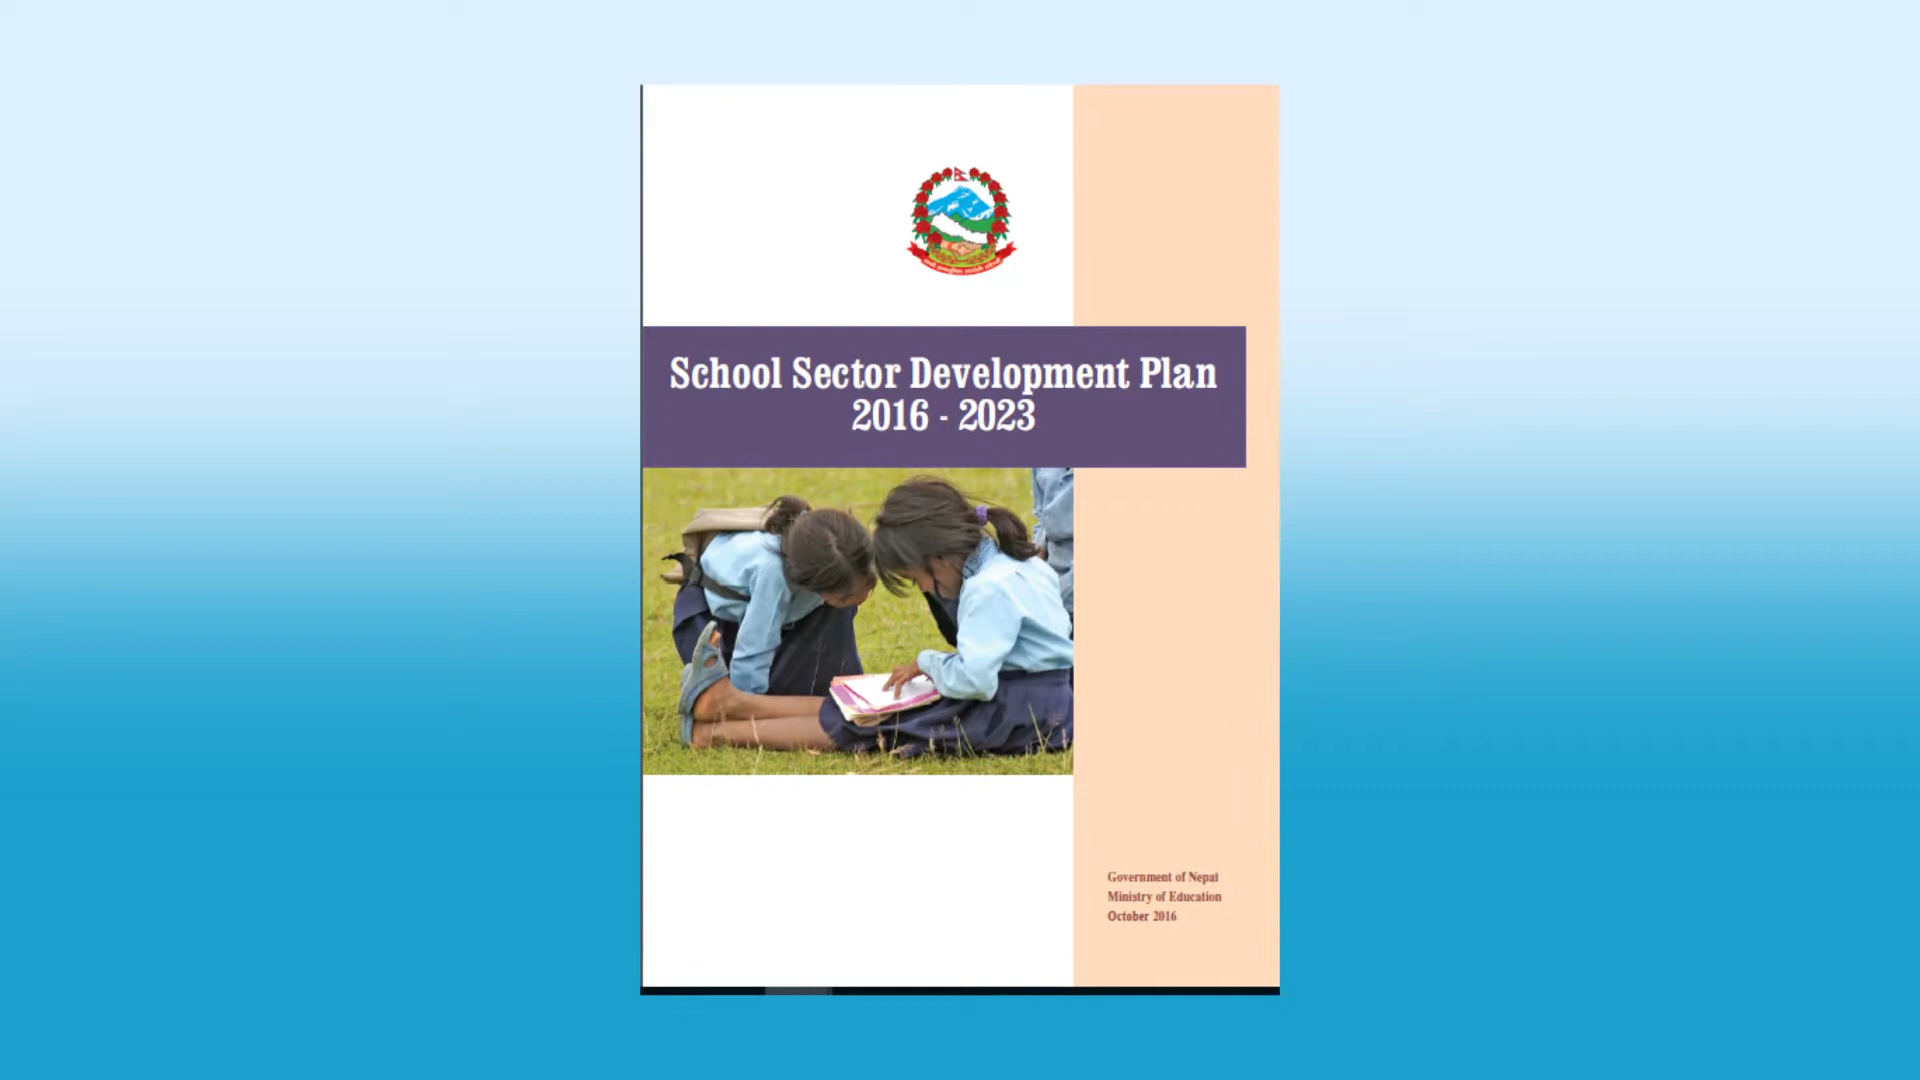 School Sector Development Plan
2016 - 2023
Government of Nepal
Ministry of Education
October 2016